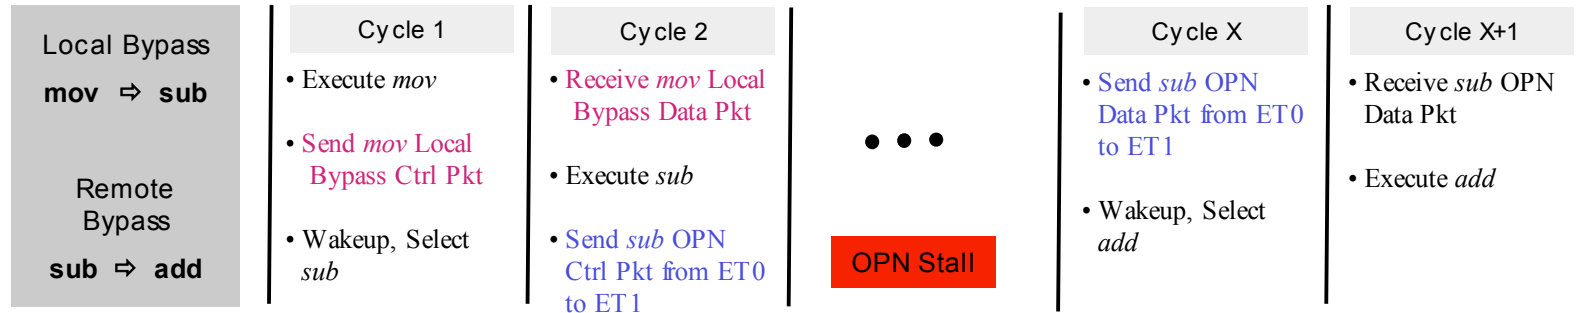 Local Bypass
mov ⇨ sub
Remote
Bypass
sub ⇨ add
Cycle 1
• Execute mov
• Send mov Local
Bypass Ctrl Pkt
• Wakeup, Select
sub
Cycle 2
• Receive mov Local
Bypass Data Pkt
• Execute sub
• Send sub OPN
Ctrl Pkt from ET0
to ET1
• • •
OPN Stall
Cycle X
• Send sub OPN
Data Pkt from ET0
to ET1
• Wakeup, Select
add
Cycle X+1
• Receive sub OPN
Data Pkt
• Execute add